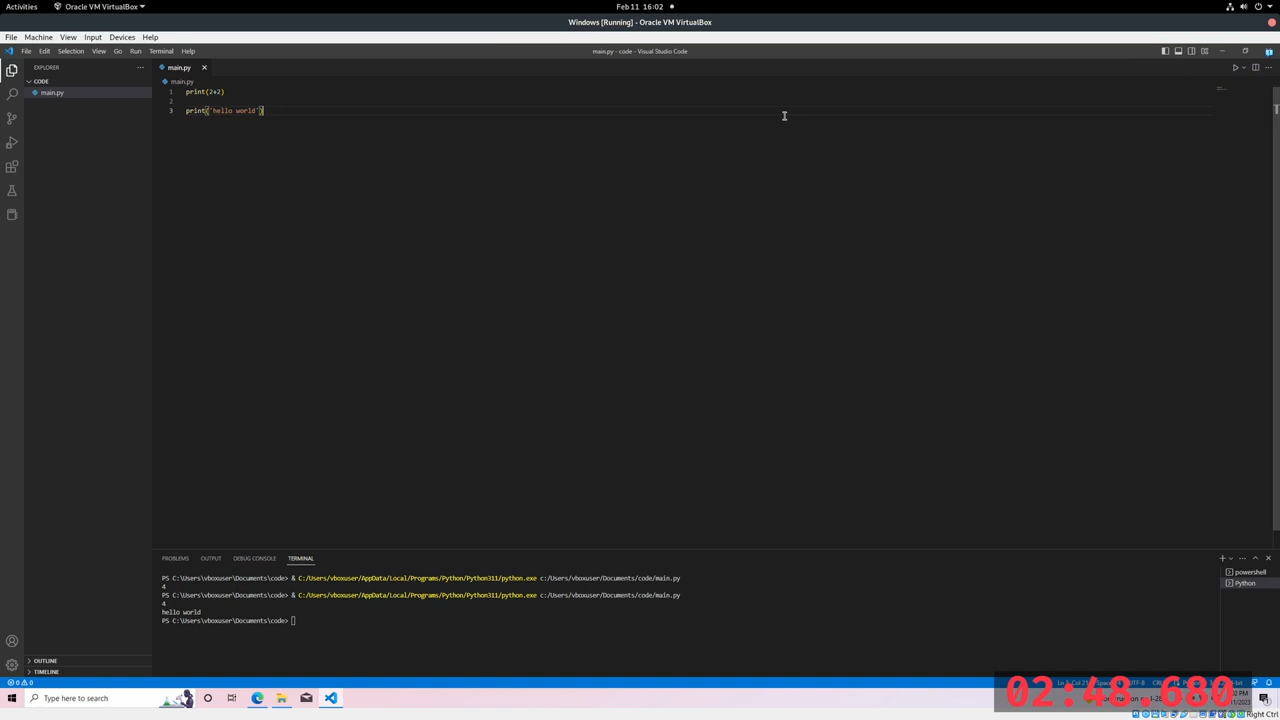 Activities Oracle VM VirtualBox Feb 11 16:02
Windows [Running] - Oracle VM VirtualBox
File Machine View Input Devices Help
File Edit Selection View Go Run Terminal Help main.py - code - Visual Studio Code
EXPLORER
main.py
CODE
main.py
main.py
1 print(2+2)
2
3 print('hello world')
PROBLEMS OUTPUT DEBUG CONSOLE TERMINAL
PS C:\Users\vboxuser\Documents\code> & C:/Users/vboxuser/AppData/Local/Programs/Python/Python311/python.exe c:/Users/vboxuser/Documents/code/main.py
4
PS C:\Users\vboxuser\Documents\code> & C:/Users/vboxuser/AppData/Local/Programs/Python/Python311/python.exe c:/Users/vboxuser/Documents/code/main.py
4
hello world
PS C:\Users\vboxuser\Documents\code>
powershell
Python
OUTLINE
TIMELINE
0 0
Type here to search
02:48.680
Right Ctrl